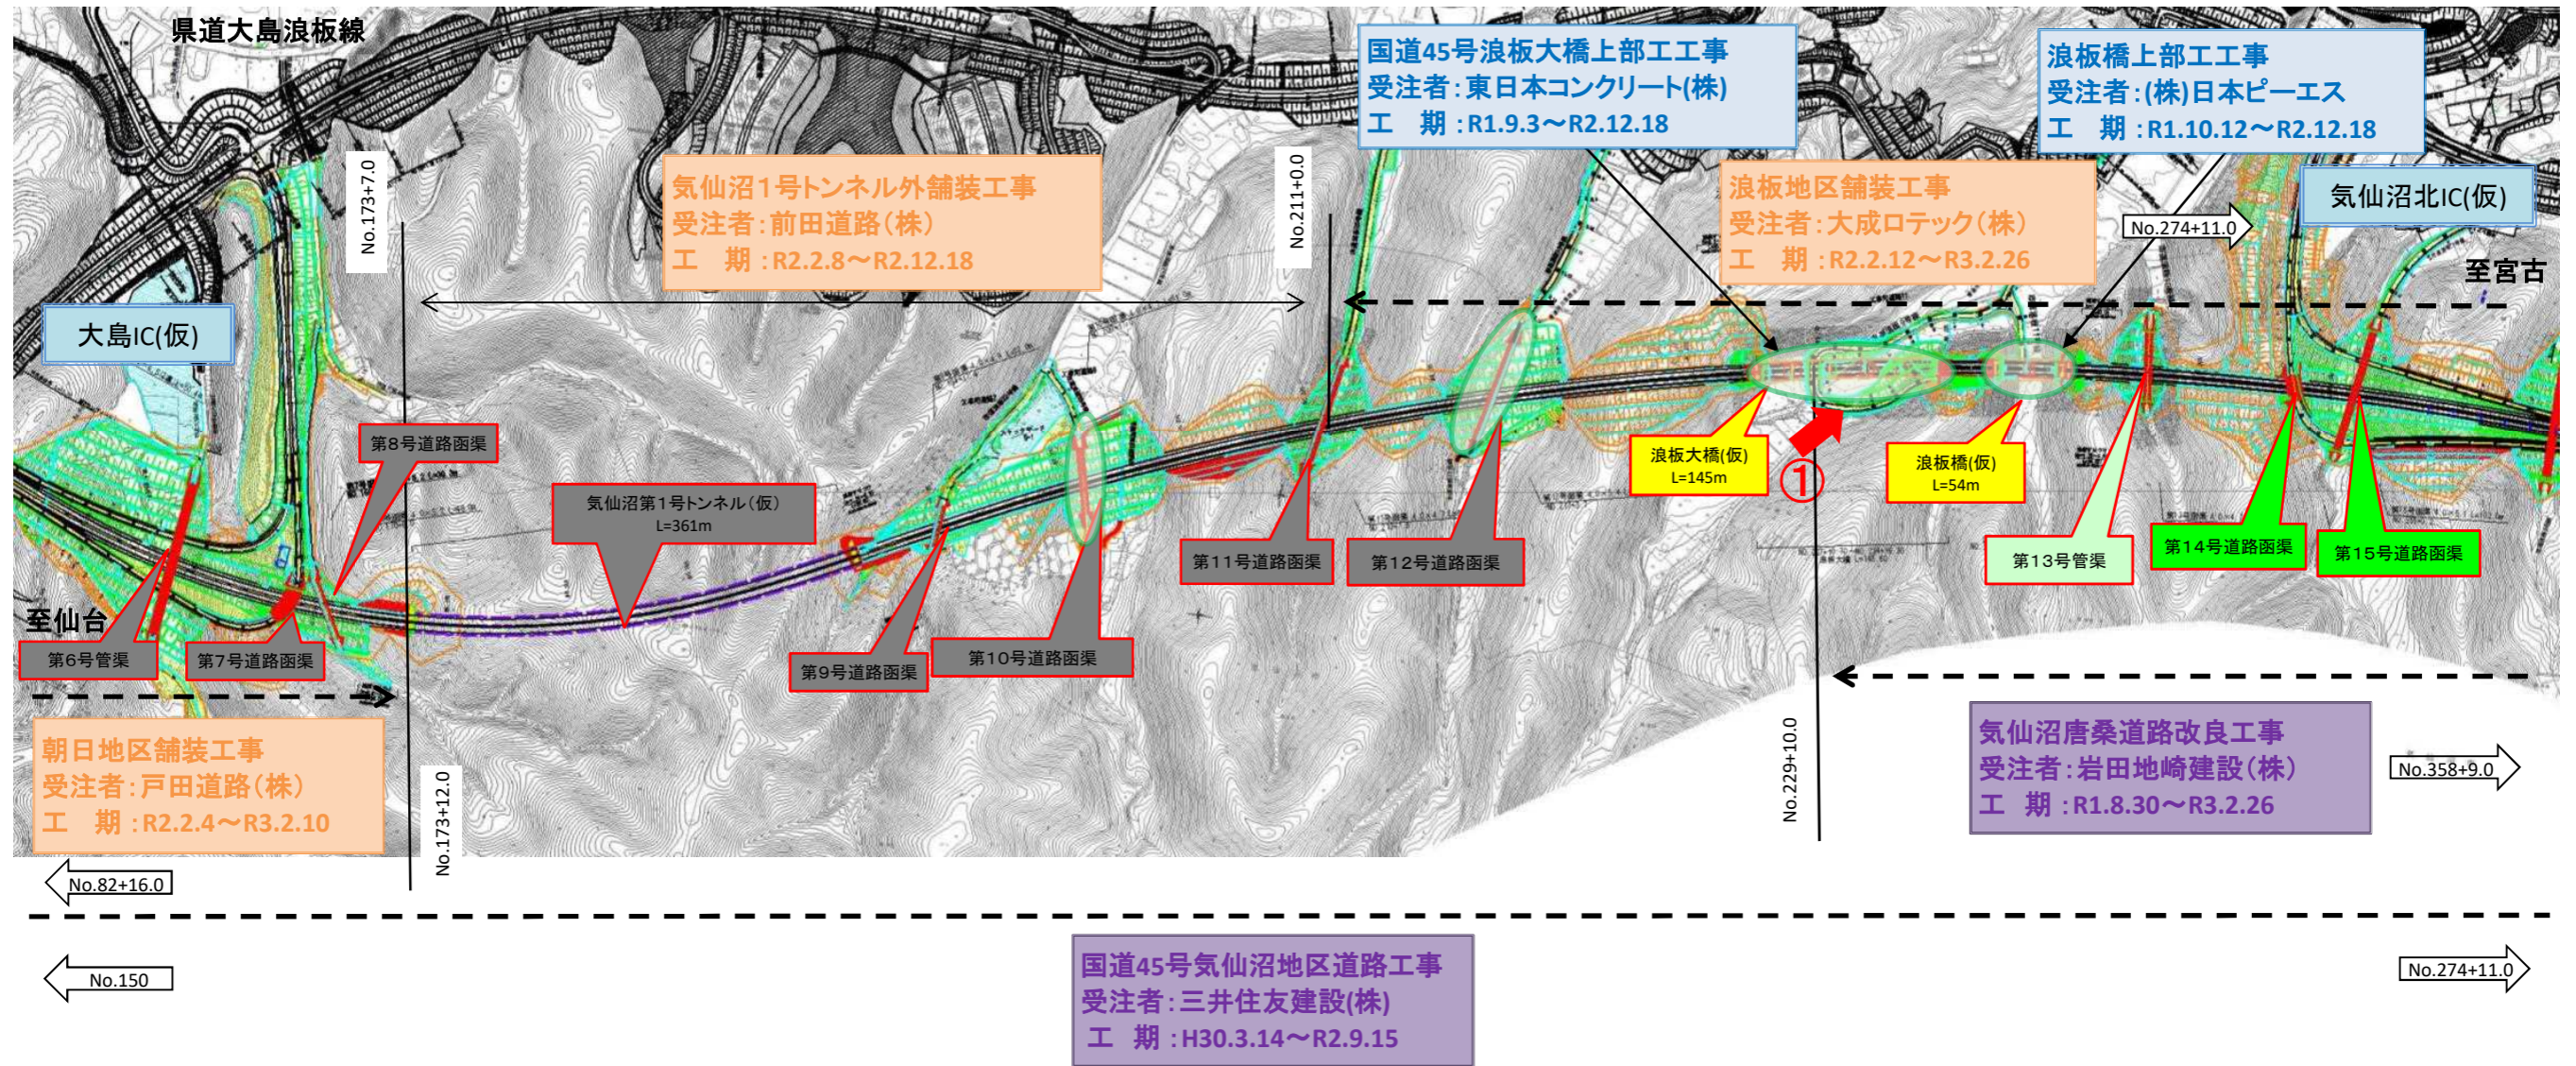 県道大島浪板線
国道45号浪板大橋上部工工事
受注者：東日本コンクリート(株)
工　期：R1.9.3～R2.12.18
浪板橋上部工工事
受注者：(株)日本ピーエス
工　期：R1.10.12～R2.12.18
気仙沼１号トンネル外舗装工事
受注者：前田道路（株）
工　期：R2.2.8～R2.12.18
浪板地区舗装工事
受注者：大成ロテック（株）
工　期：R2.2.12～R3.2.26
気仙沼北IC(仮)
No.173+7.0
No.211+0.0
No.274+11.0
至宮古
大島IC(仮)
第8号道路函渠
気仙沼第１号トンネル（仮）
L=361m
浪板大橋(仮)
L=145m
①
浪板橋(仮)
L=54m
第11号道路函渠
第12号道路函渠
第13号管渠
第14号道路函渠
第15号道路函渠
至仙台
第6号管渠
第7号道路函渠
第9号道路函渠
第10号道路函渠
朝日地区舗装工事
受注者：戸田道路（株）
工　期：R2.2.4～R3.2.10
No.173+12.0
No.229+10.0
気仙沼唐桑道路改良工事
受注者：岩田地崎建設（株）
工　期：R1.8.30～R3.2.26
No.358+9.0
No.82+16.0
No.150
No.274+11.0
国道45号気仙沼地区道路工事
受注者：三井住友建設(株)
工　期：H30.3.14～R2.9.15